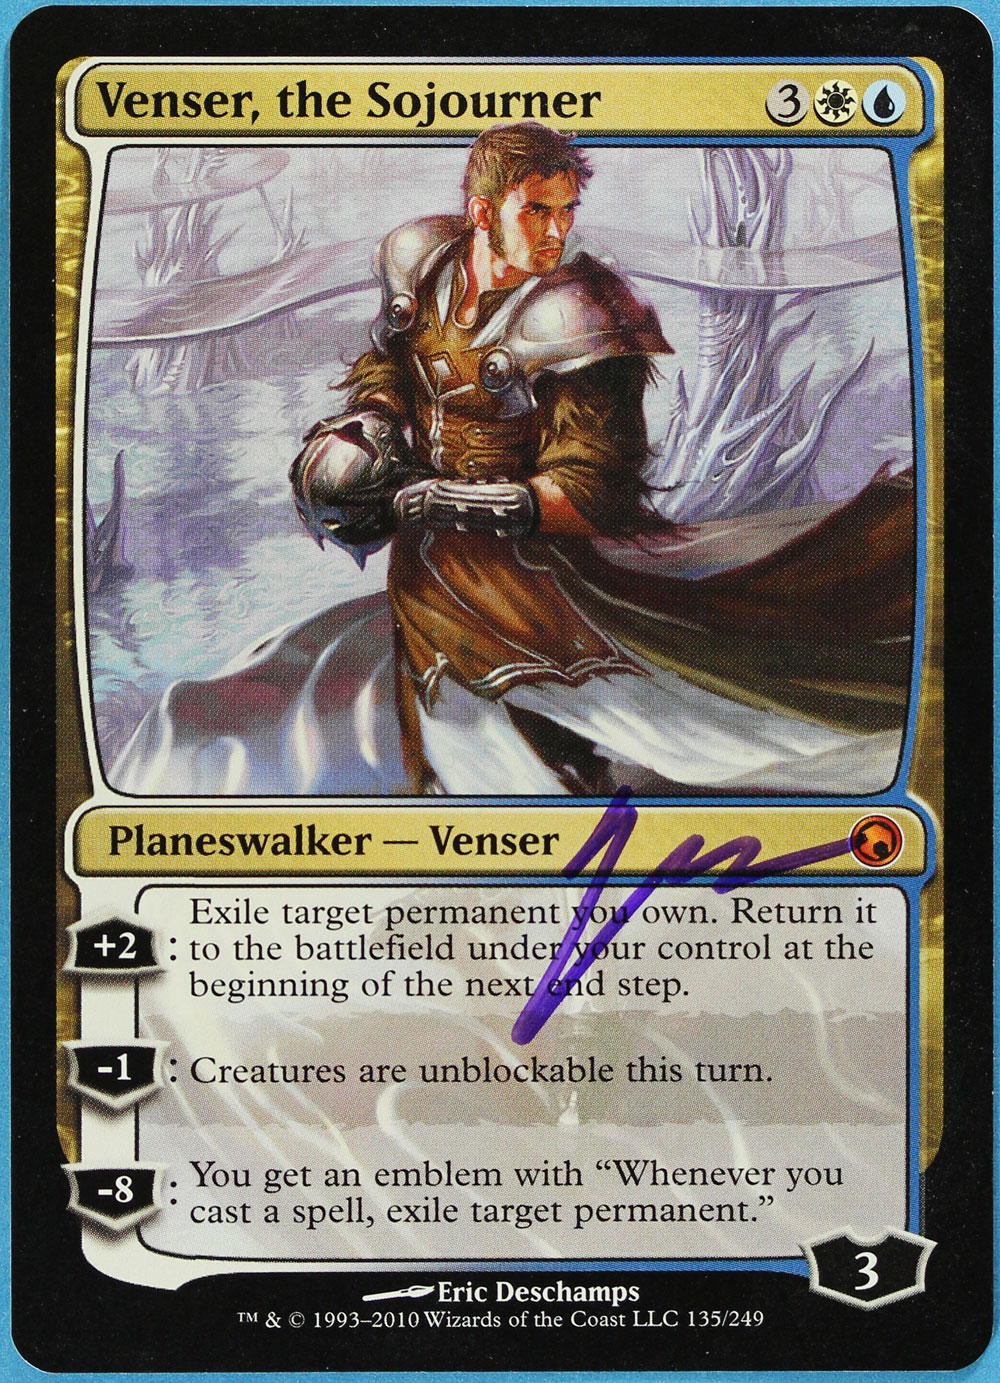 Venser, the Sojourner 3
Planeswalker — Venser
+2: Exile target permanent you own. Return it
to the battlefield under your control at the
beginning of the next end step.
-1: Creatures are unblockable this turn.
-8: You get an emblem with “Whenever you
cast a spell, exile target permanent.”
3
Eric Deschamps
™ & © 1993–2010 Wizards of the Coast LLC 135/249